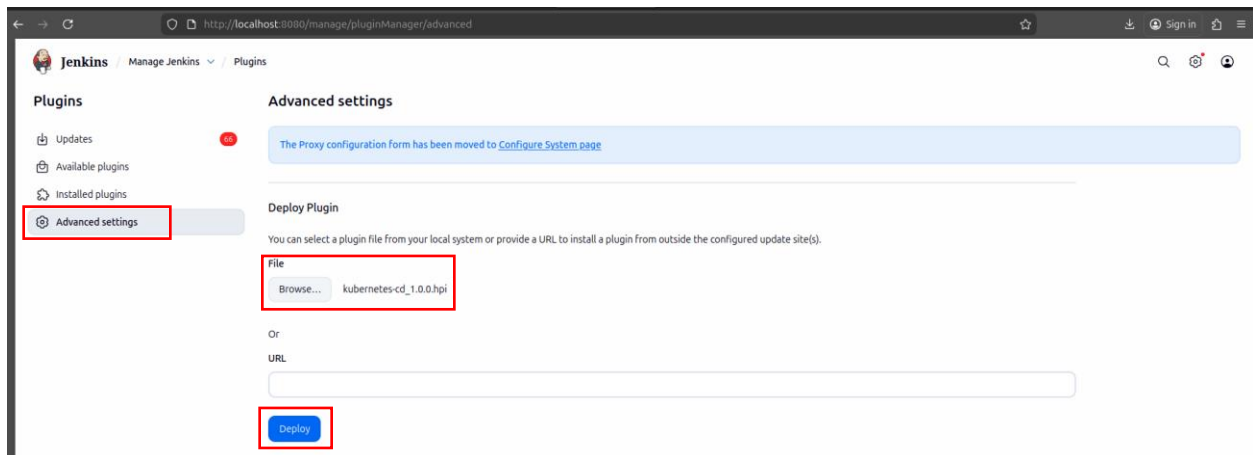 http://localhost:8080/manage/pluginManager/advanced
Sign in
Jenkins / Manage Jenkins / Plugins
Plugins
Updates 66
Available plugins
Installed plugins
Advanced settings
Advanced settings
The Proxy configuration form has been moved to Configure System page
Deploy Plugin
You can select a plugin file from your local system or provide a URL to install a plugin from outside the configured update site(s).
File
Browse... kubernetes-cd_1.0.0.hpi
Or
URL
Deploy